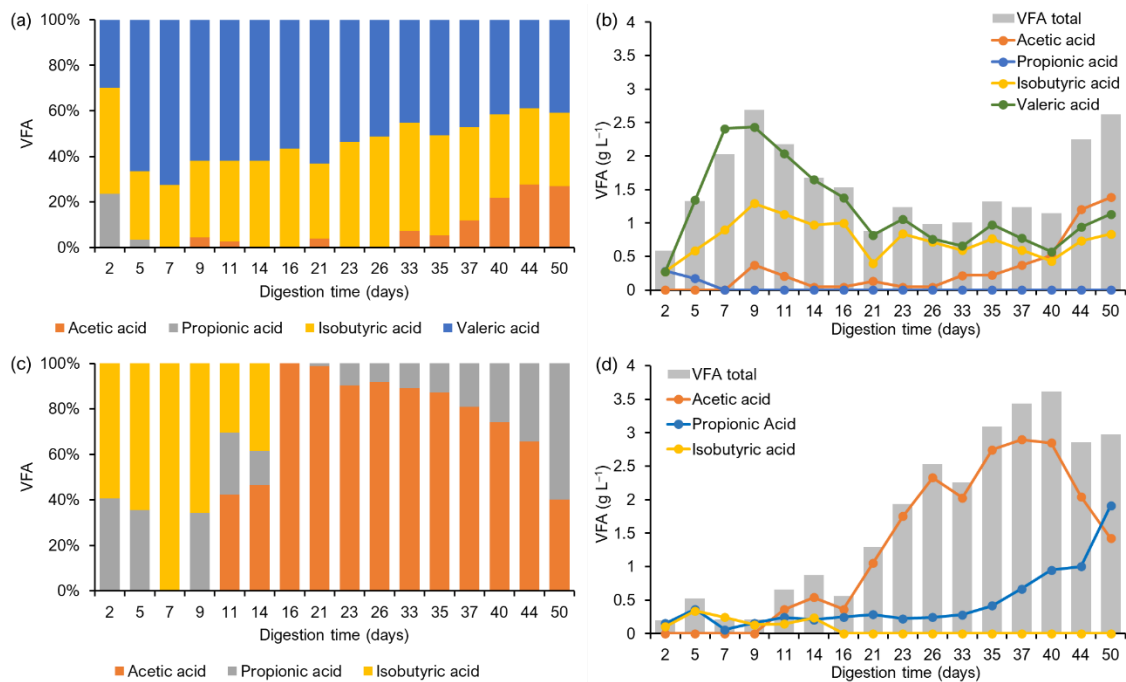 (a)
100%
80%
60%
40%
20%
0%
VFA
2 5 7 9 11 14 16 21 23 26 33 35 37 40 44 50
Digestion time (days)
Acetic acid Propionic acid Isobutyric acid Valeric acid
(b)
4
3.5
3
2.5
2
1.5
1
0.5
0
VFA (g L⁻¹)
VFA total
Acetic acid
Propionic acid
Isobutyric acid
Valeric acid
2 5 7 9 11 14 16 21 23 26 33 35 37 40 44 50
Digestion time (days)
(c)
100%
80%
60%
40%
20%
0%
VFA
2 5 7 9 11 14 16 21 23 26 33 35 37 40 44 50
Digestion time (days)
Acetic acid Propionic acid Isobutyric acid
(d)
4
3.5
3
2.5
2
1.5
1
0.5
0
VFA (g L⁻¹)
VFA total
Acetic acid
Propionic Acid
Isobutyric acid
2 5 7 9 11 14 16 21 23 26 33 35 37 40 44 50
Digestion time (days)